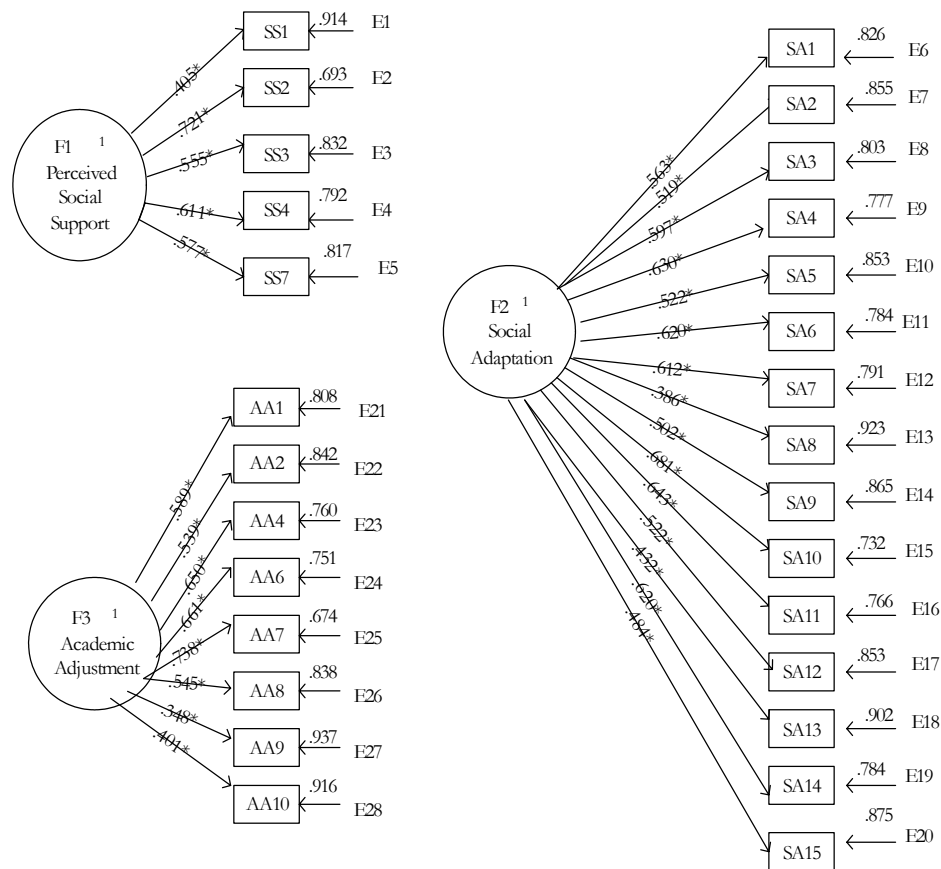 F1 1
Perceived
Social
Support
.405*
.721*
.555*
.611*
.577*
SS1
SS2
SS3
SS4
SS7
.914
.693
.832
.792
.817
E1
E2
E3
E4
E5
F2 1
Social
Adaptation
.563*
.519*
.597*
.630*
.522*
.620*
.612*
.386*
.502*
.681*
.643*
.522*
.432*
.620*
.484*
SA1
SA2
SA3
SA4
SA5
SA6
SA7
SA8
SA9
SA10
SA11
SA12
SA13
SA14
SA15
.826
.855
.803
.777
.853
.784
.791
.923
.865
.732
.766
.853
.902
.784
.875
E6
E7
E8
E9
E10
E11
E12
E13
E14
E15
E16
E17
E18
E19
E20
F3 1
Academic
Adjustment
.589*
.539*
.650*
.661*
.738*
.545*
.348*
.401*
AA1
AA2
AA4
AA6
AA7
AA8
AA9
AA10
.808
.842
.760
.751
.674
.838
.937
.916
E21
E22
E23
E24
E25
E26
E27
E28